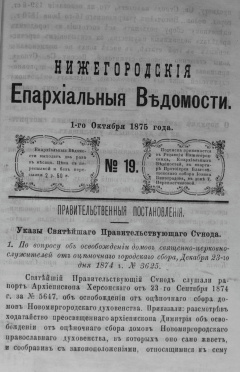 НИЖЕГОРОДСКІЯ
ЕПАРХІАЛЬНЫЯ ВѢДОМОСТИ.
1-го Октября 1875 года.
№ 19.
ПРАВИТЕЛЬСТВЕННЫЯ ПОСТАНОВЛЕНІЯ.
Указы Святѣйшаго Правительствующаго Сѵнода.
1. По вопросу объ освобожденіи домовъ священно-церковно-
служителей отъ оцѣночнаго городскаго сбора, Декабря 23-го
дня 1874 г. № 3625.
Святѣйшій Правительствующій Сѵнодъ слушали ра-
портъ Архіепископа Херсонскаго отъ 23-го Сентября 1874
г. за № 5647, объ освобожденіи отъ оцѣночнаго сбора домовъ
Новомиргородскаго духовенства. Приказали: разсмотрѣвъ
ходатайство преосвященнаго архіепископа Димитрія объ осво-
божденіи отъ оцѣночнаго сбора домовъ Новомиргородскаго
православнаго духовенства, въ которыхъ оно само живетъ,
и сообразивъ съ законоположеніями, относящимися къ сему